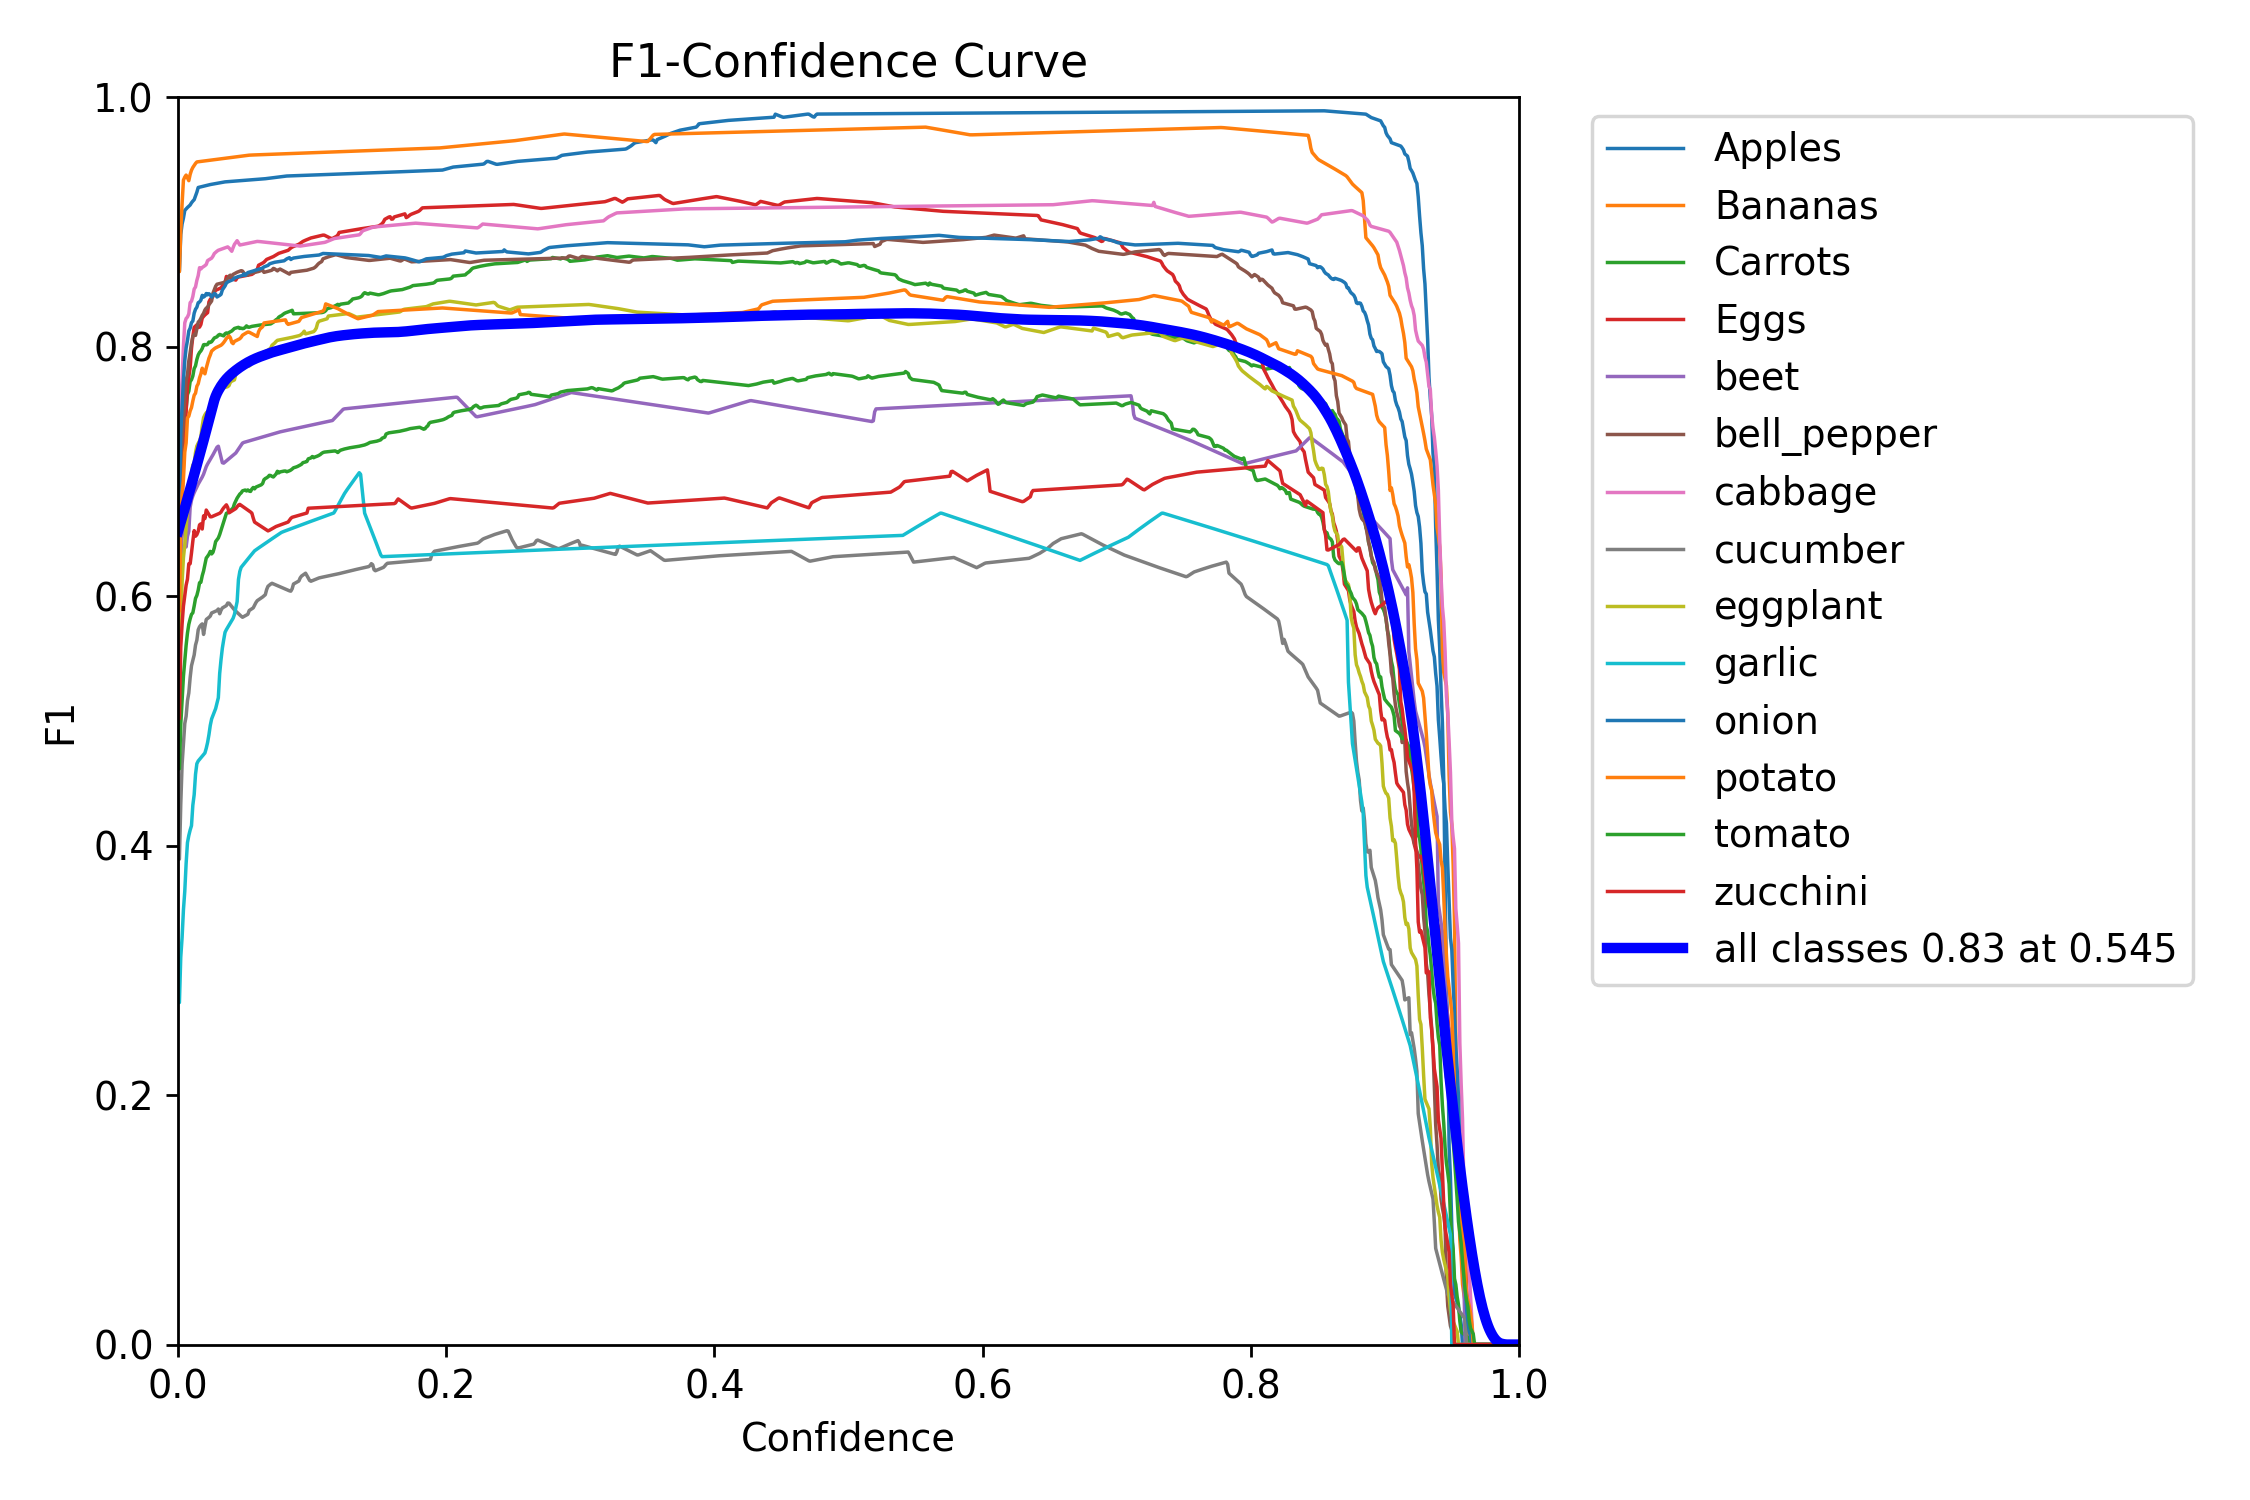 F1-Confidence Curve
1.0
0.8
0.6
0.4
0.2
0.0
F1
0.0 0.2 0.4 0.6 0.8 1.0
Confidence
Apples
Bananas
Carrots
Eggs
beet
bell_pepper
cabbage
cucumber
eggplant
garlic
onion
potato
tomato
zucchini
all classes 0.83 at 0.545